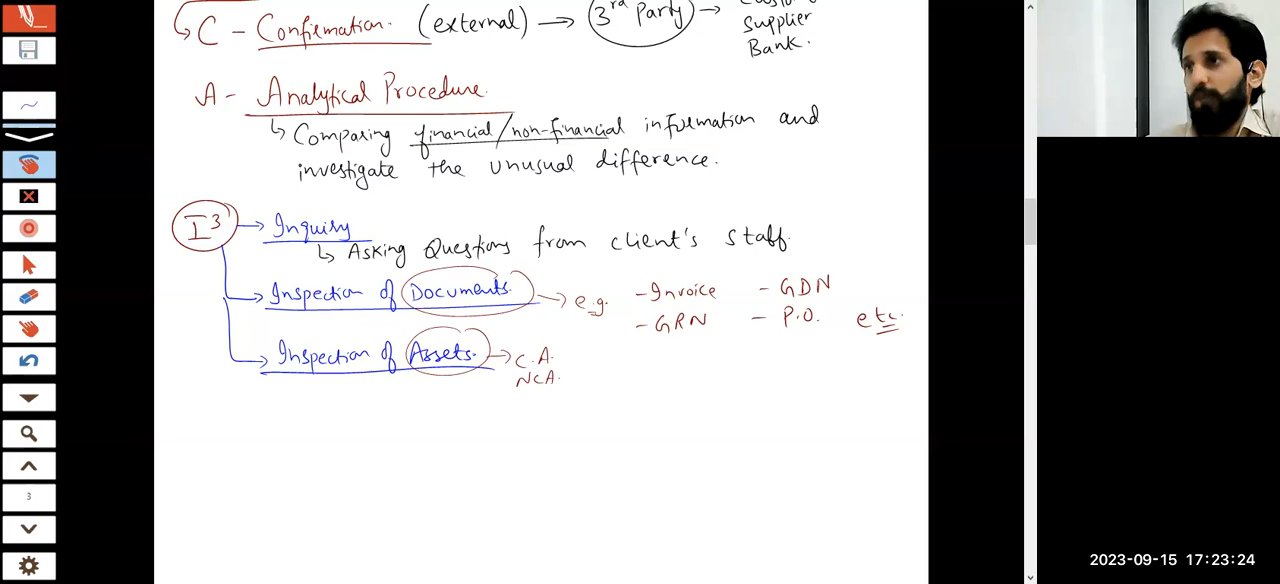 C - Confirmation. (external) → 3rd Party →
Supplier
Bank.
A - Analytical Procedure.
↳ Comparing financial/non-financial information and
investigate the unusual difference.
I³ → Inquiry
↳ Asking Questions from client's staff.
→ Inspection of Documents. → e.g. - Invoice - GDN
- GRN - P.O. etc.
→ Inspection of Assets. → C.A.
NCA.
3
2023-09-15 17:23:24